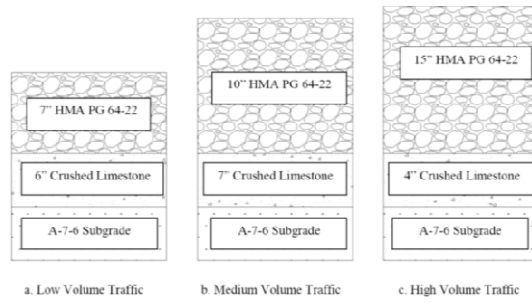 7” HMA PG 64-22
6” Crushed Limestone
A-7-6 Subgrade
a. Low Volume Traffic
10” HMA PG 64-22
7” Crushed Limestone
A-7-6 Subgrade
b. Medium Volume Traffic
15” HMA PG 64-22
4” Crushed Limestone
A-7-6 Subgrade
c. High Volume Traffic